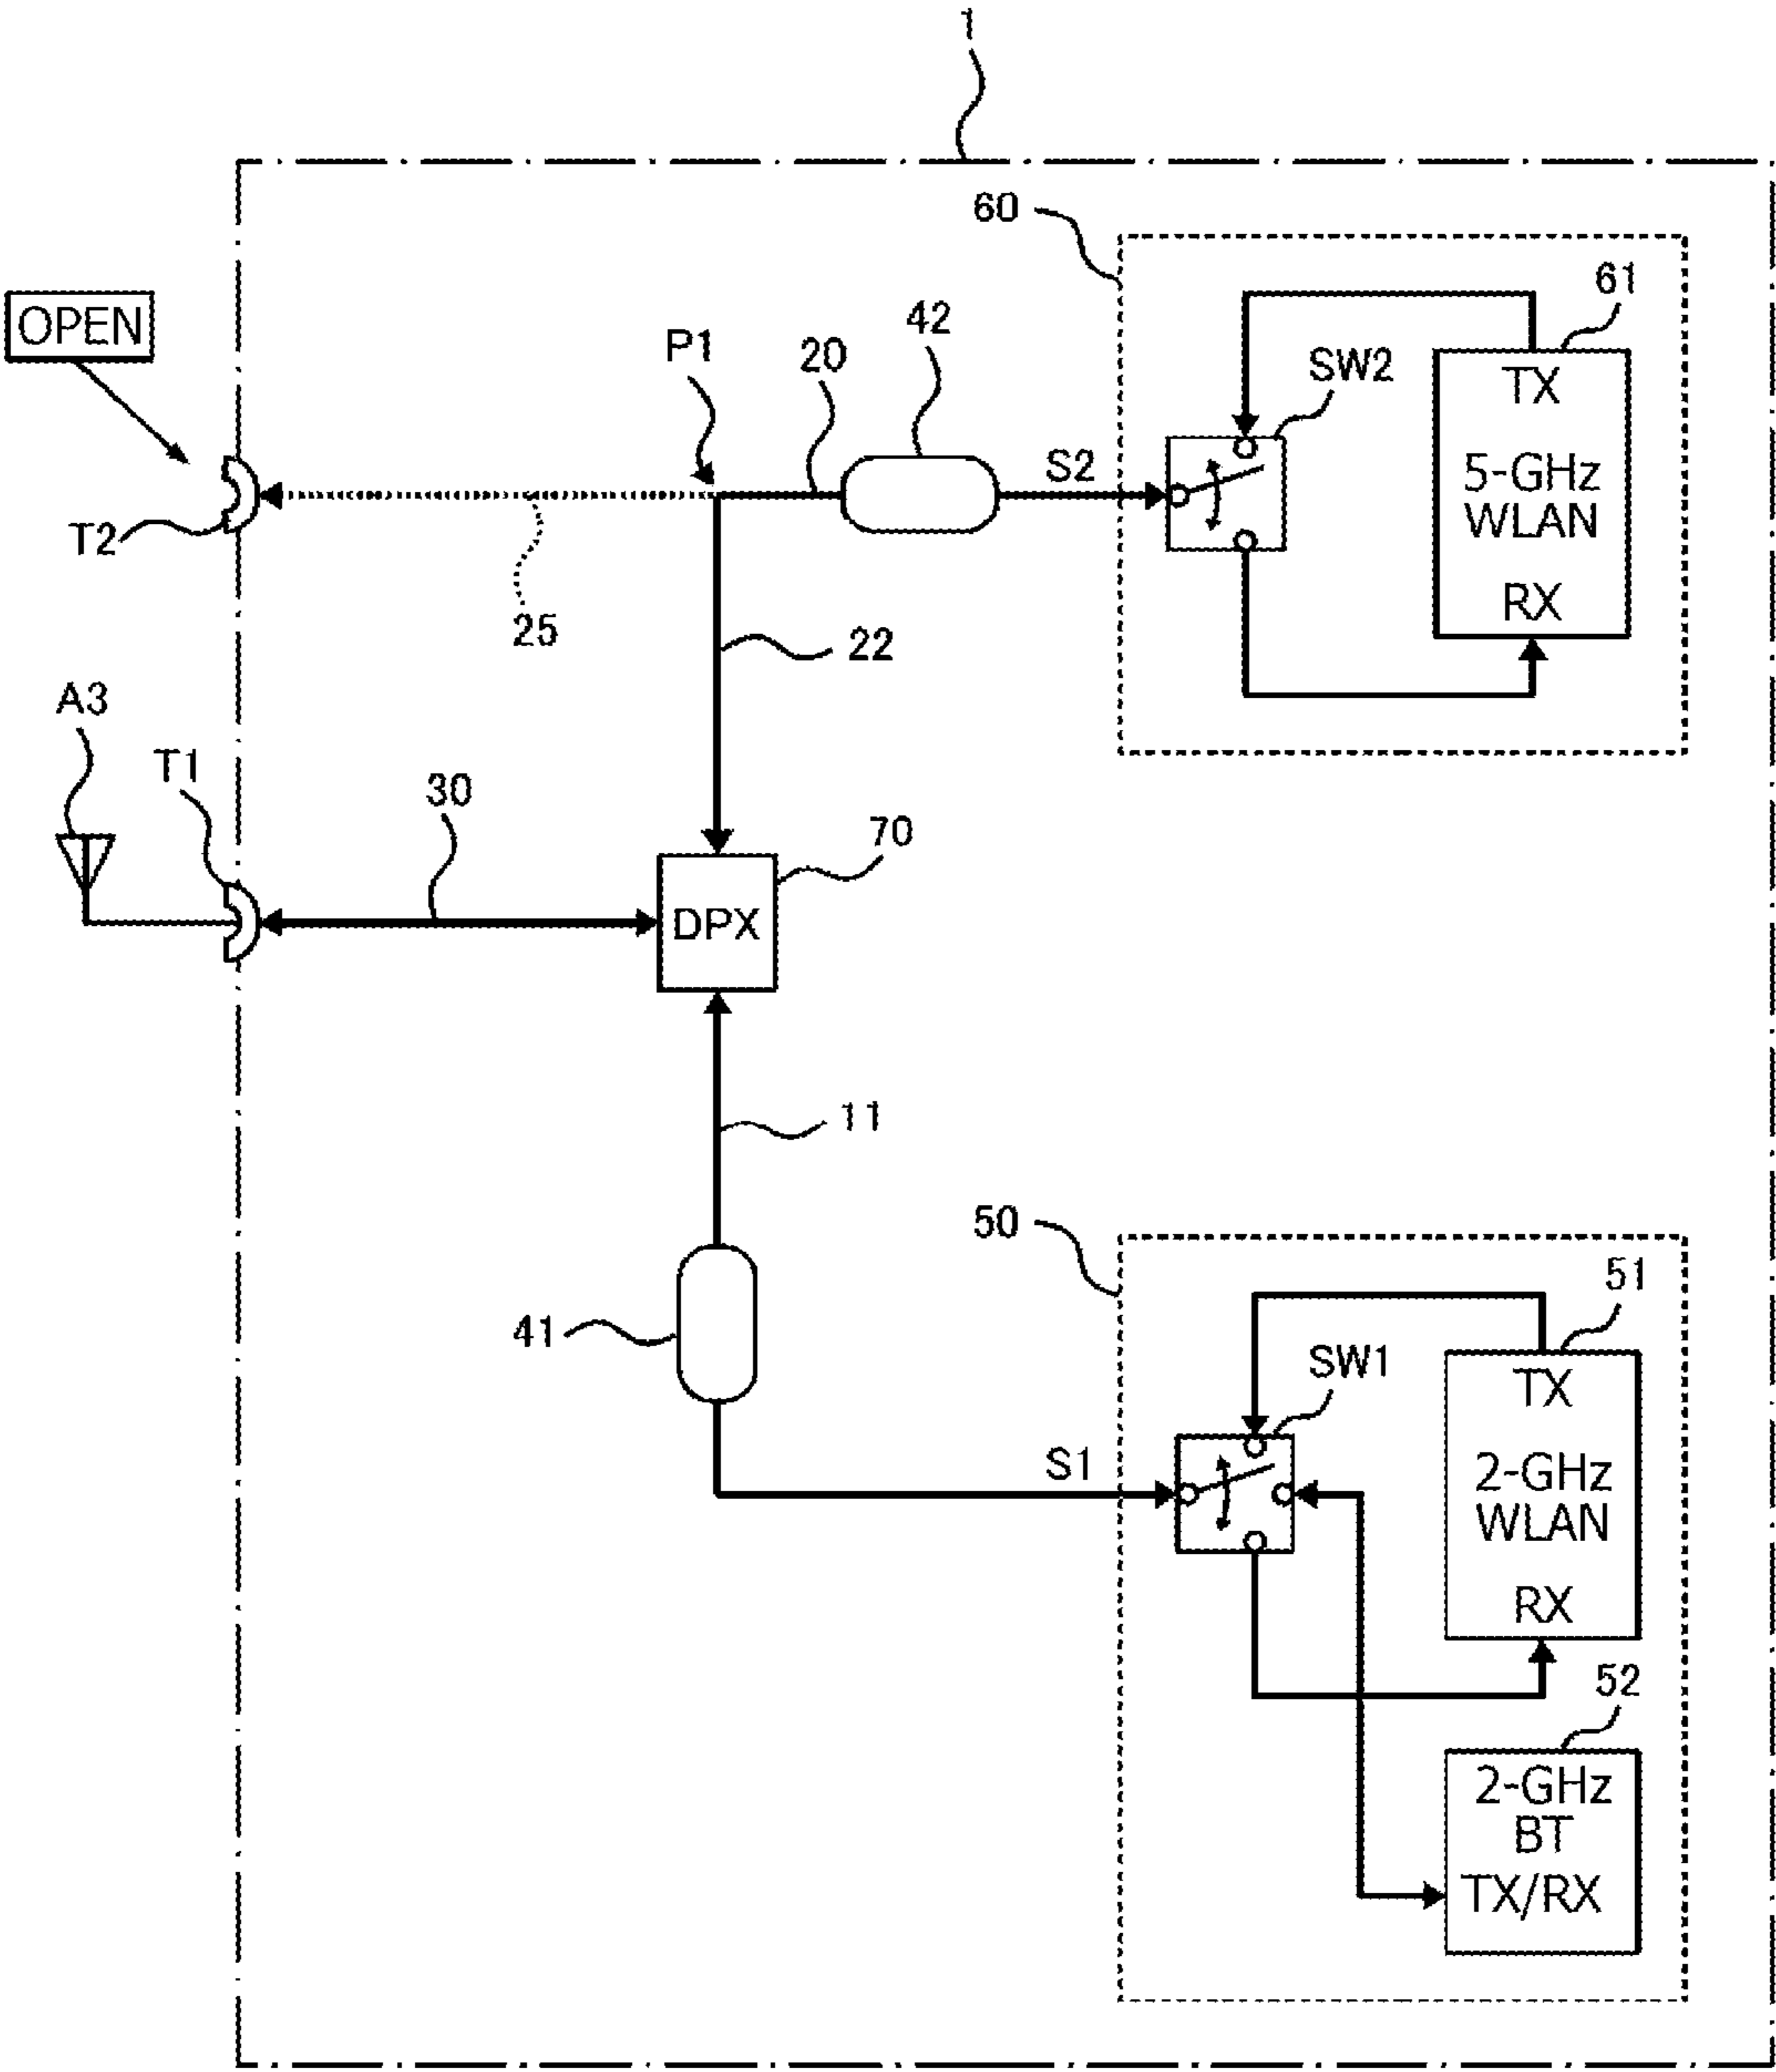 1
60
61
OPEN
42
P1
20
SW2
TX
S2
5-GHz
WLAN
T2
25
22
RX
A3
T1
30
70
DPX
11
50
51
41
SW1
TX
S1
2-GHz
WLAN
RX
52
2-GHz
BT
TX/RX